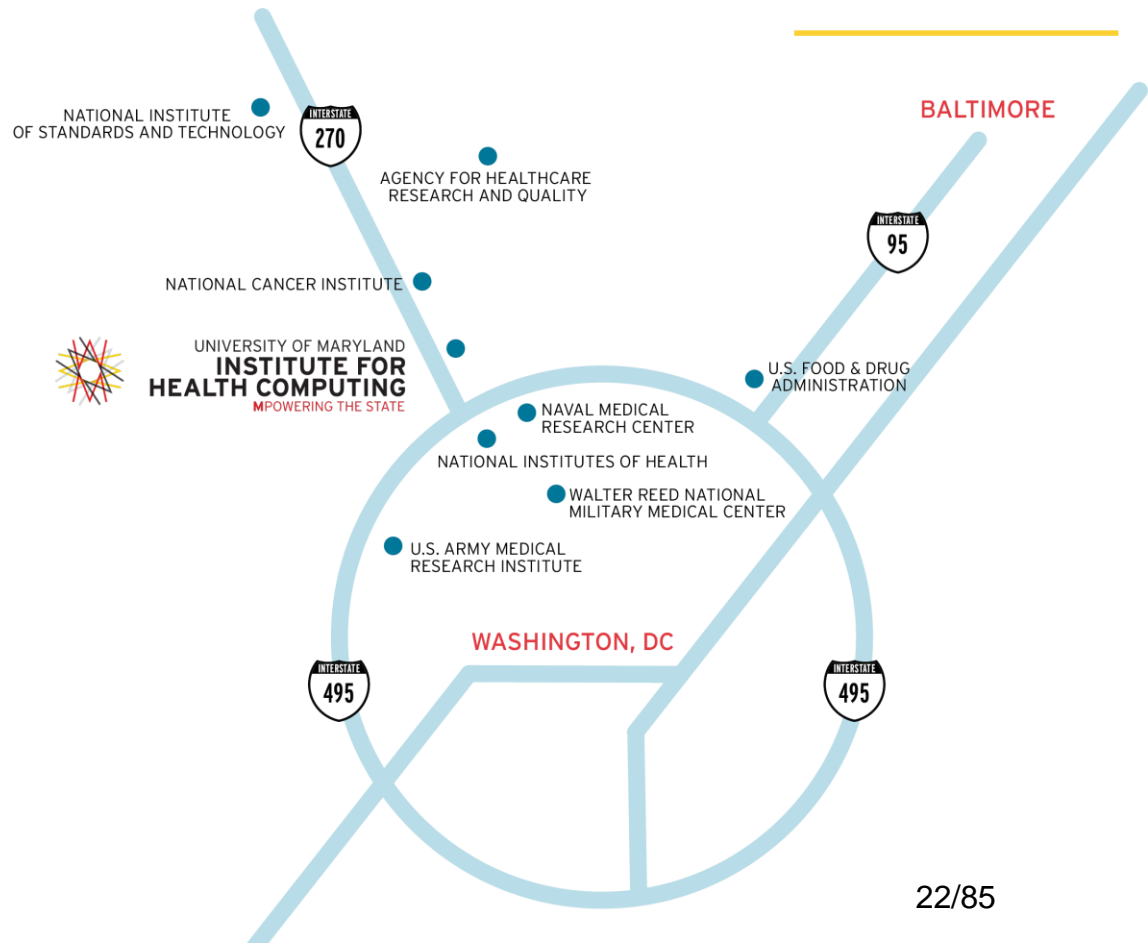 BALTIMORE
NATIONAL INSTITUTE
OF STANDARDS AND TECHNOLOGY
INTERSTATE
270
AGENCY FOR HEALTHCARE
RESEARCH AND QUALITY
INTERSTATE
95
NATIONAL CANCER INSTITUTE
UNIVERSITY OF MARYLAND
INSTITUTE FOR
HEALTH COMPUTING
MPOWERING THE STATE
U.S. FOOD & DRUG
ADMINISTRATION
NAVAL MEDICAL
RESEARCH CENTER
NATIONAL INSTITUTES OF HEALTH
WALTER REED NATIONAL
MILITARY MEDICAL CENTER
U.S. ARMY MEDICAL
RESEARCH INSTITUTE
WASHINGTON, DC
INTERSTATE
495
INTERSTATE
495
22/85